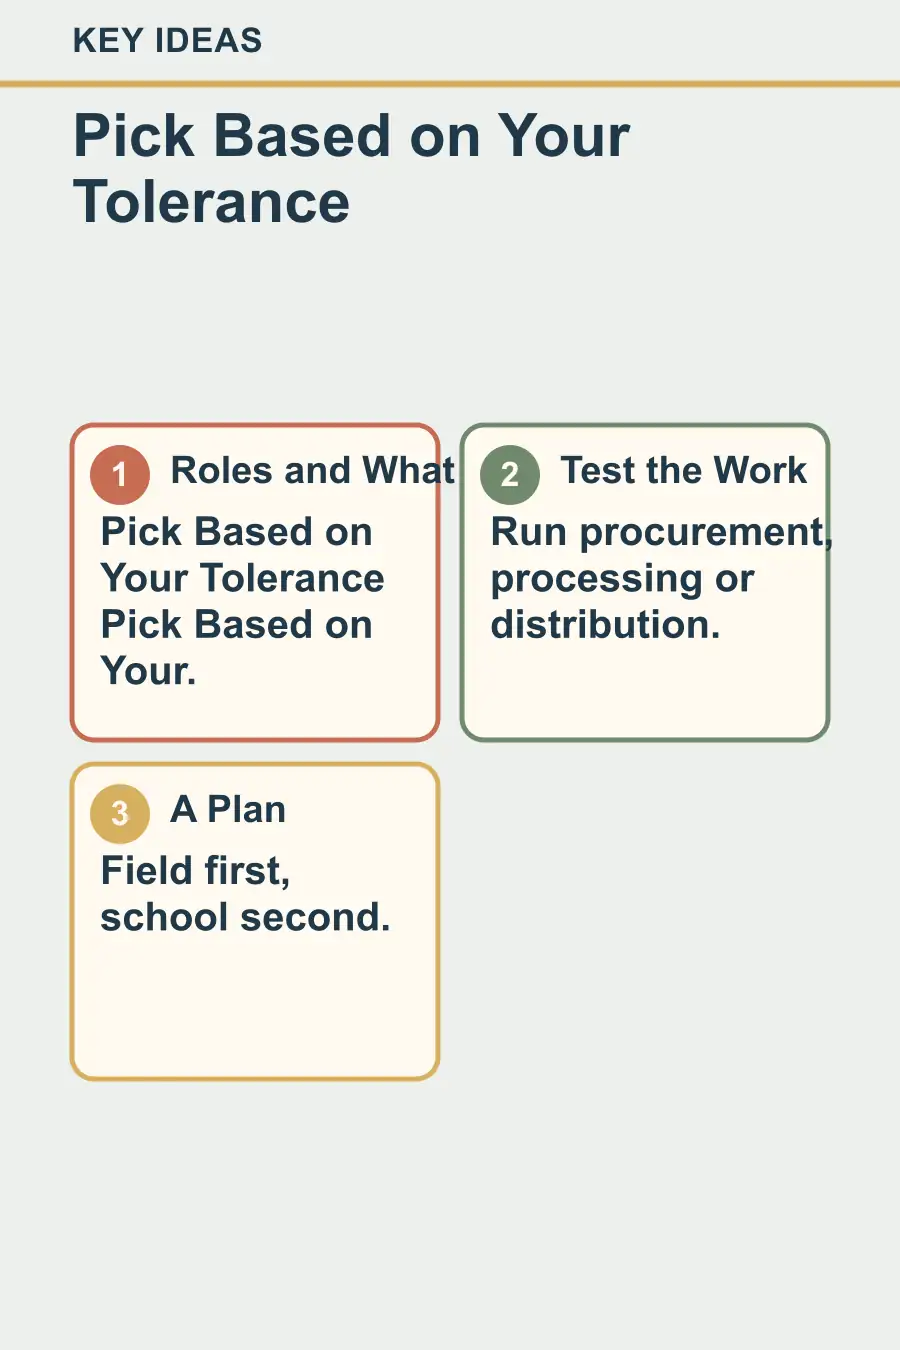 KEY IDEAS
Pick Based on Your
Tolerance
1
Roles and What
Pick Based on
Your Tolerance
Pick Based on
Your.
2
Test the Work
Run procurement,
processing or
distribution.
3
A Plan
Field first,
school second.